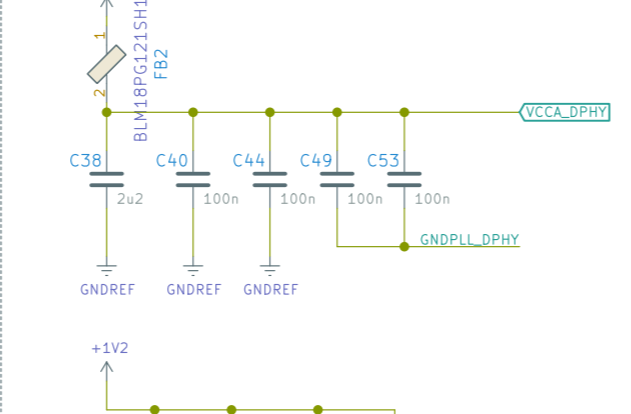 1
BLM18PG121SH1
FB2
2
VCCA_DPHY
C38
C40
C44
C49
C53
2u2
100n
100n
100n
100n
GNDPLL_DPHY
GNDREF
GNDREF
GNDREF
+1V2